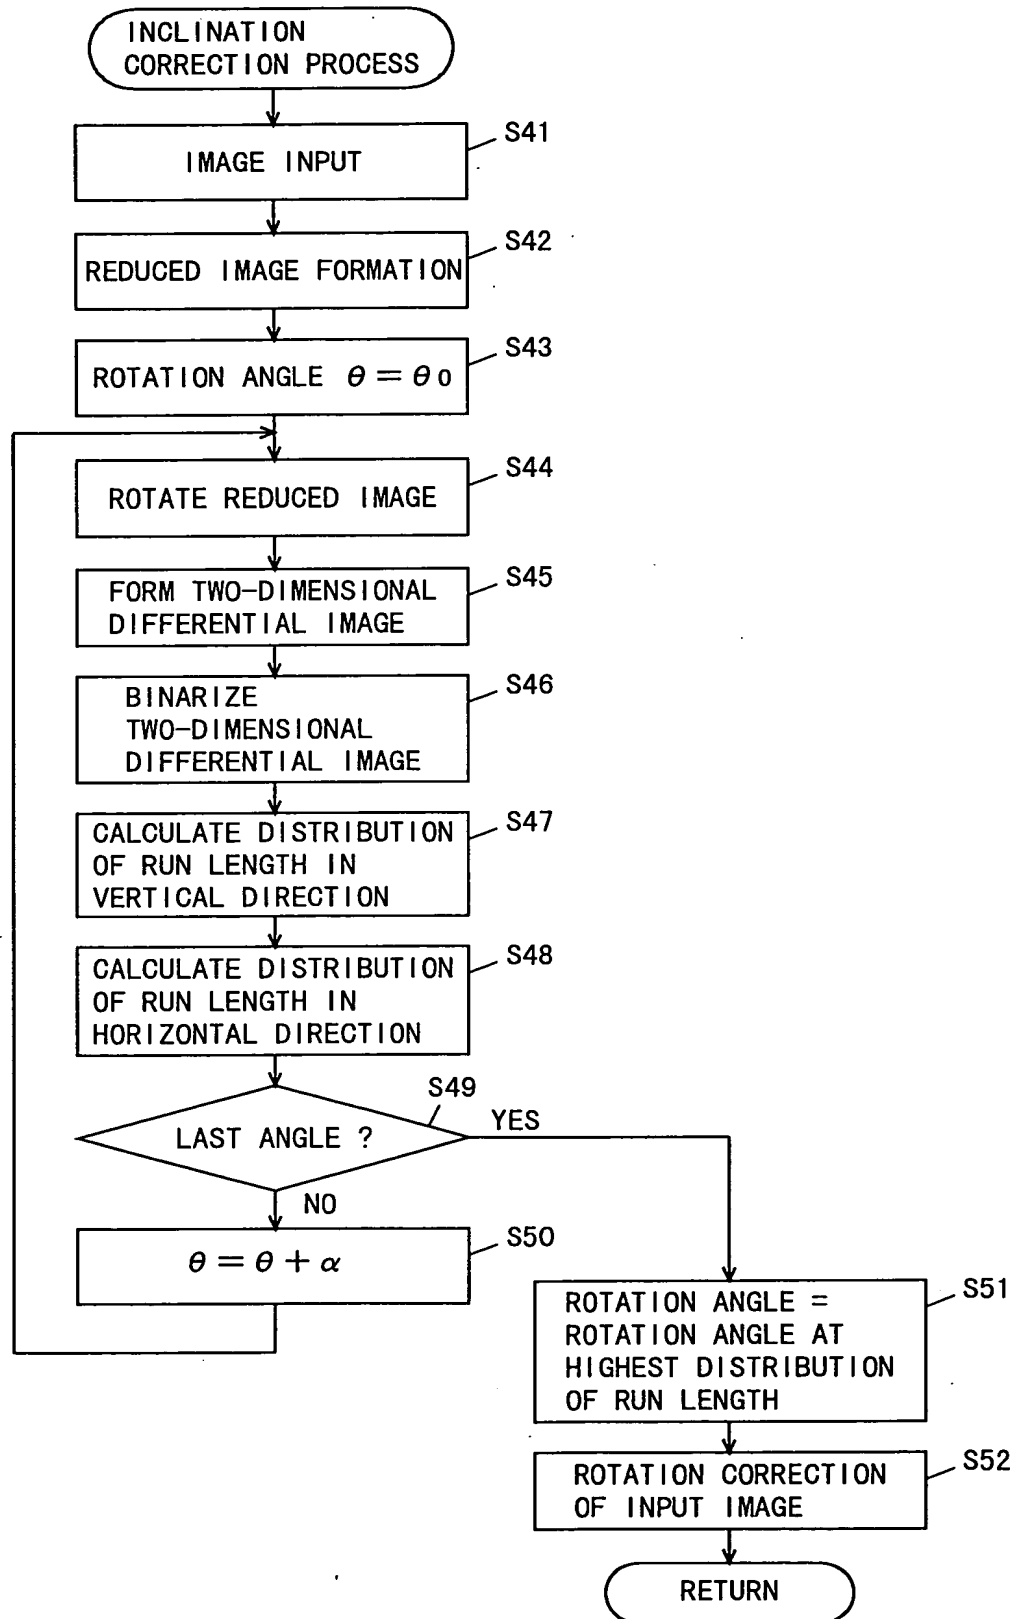 INCLINATION
CORRECTION PROCESS
S41
IMAGE INPUT
S42
REDUCED IMAGE FORMATION
S43
ROTATION ANGLE θ = θ0
S44
ROTATE REDUCED IMAGE
S45
FORM TWO-DIMENSIONAL
DIFFERENTIAL IMAGE
S46
BINARIZE
TWO-DIMENSIONAL
DIFFERENTIAL IMAGE
S47
CALCULATE DISTRIBUTION
OF RUN LENGTH IN
VERTICAL DIRECTION
S48
CALCULATE DISTRIBUTION
OF RUN LENGTH IN
HORIZONTAL DIRECTION
S49
LAST ANGLE ?
YES
NO
S50
θ = θ + α
S51
ROTATION ANGLE =
ROTATION ANGLE AT
HIGHEST DISTRIBUTION
OF RUN LENGTH
S52
ROTATION CORRECTION
OF INPUT IMAGE
RETURN